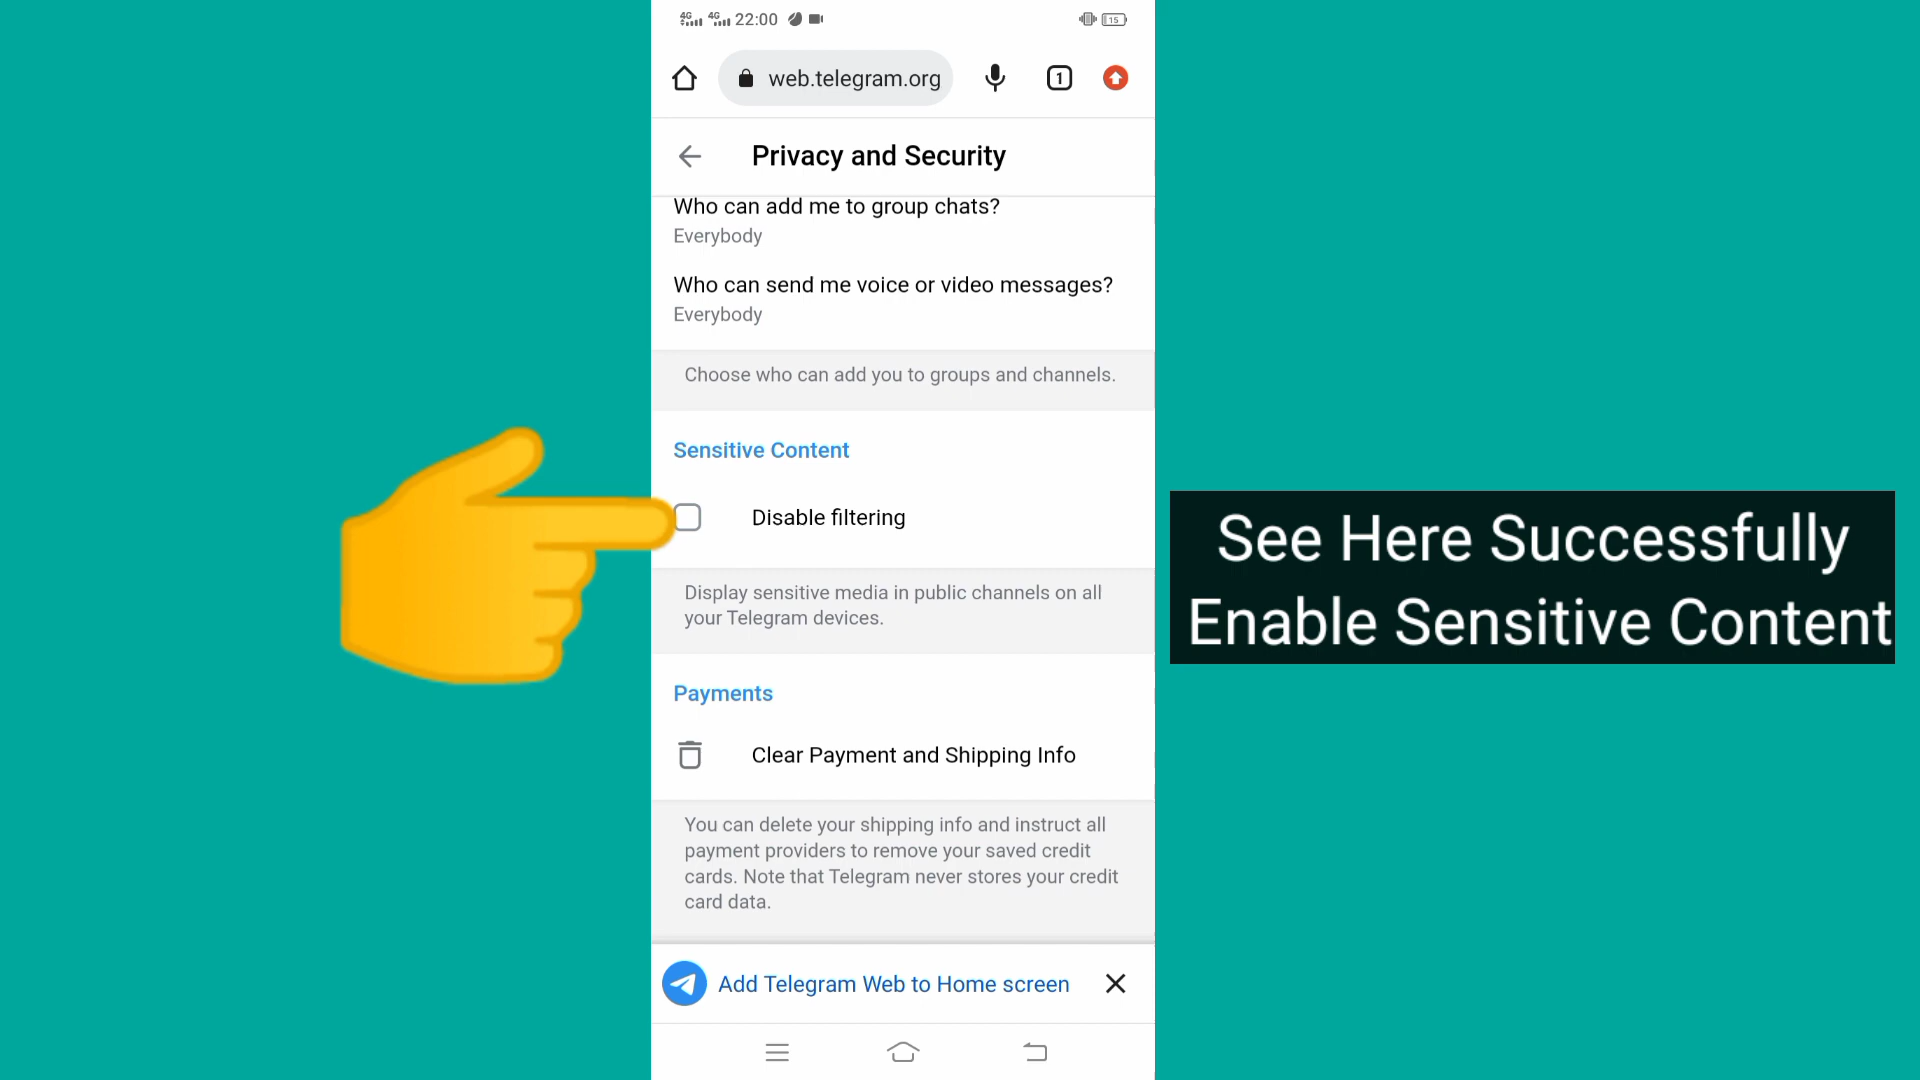 4G 4G 22:00 15
web.telegram.org 1
Privacy and Security
Who can add me to group chats?
Everybody
Who can send me voice or video messages?
Everybody
Choose who can add you to groups and channels.
Sensitive Content
Disable filtering
Display sensitive media in public channels on all
your Telegram devices.
Payments
Clear Payment and Shipping Info
You can delete your shipping info and instruct all
payment providers to remove your saved credit
cards. Note that Telegram never stores your credit
card data.
Add Telegram Web to Home screen
See Here Successfully
Enable Sensitive Content